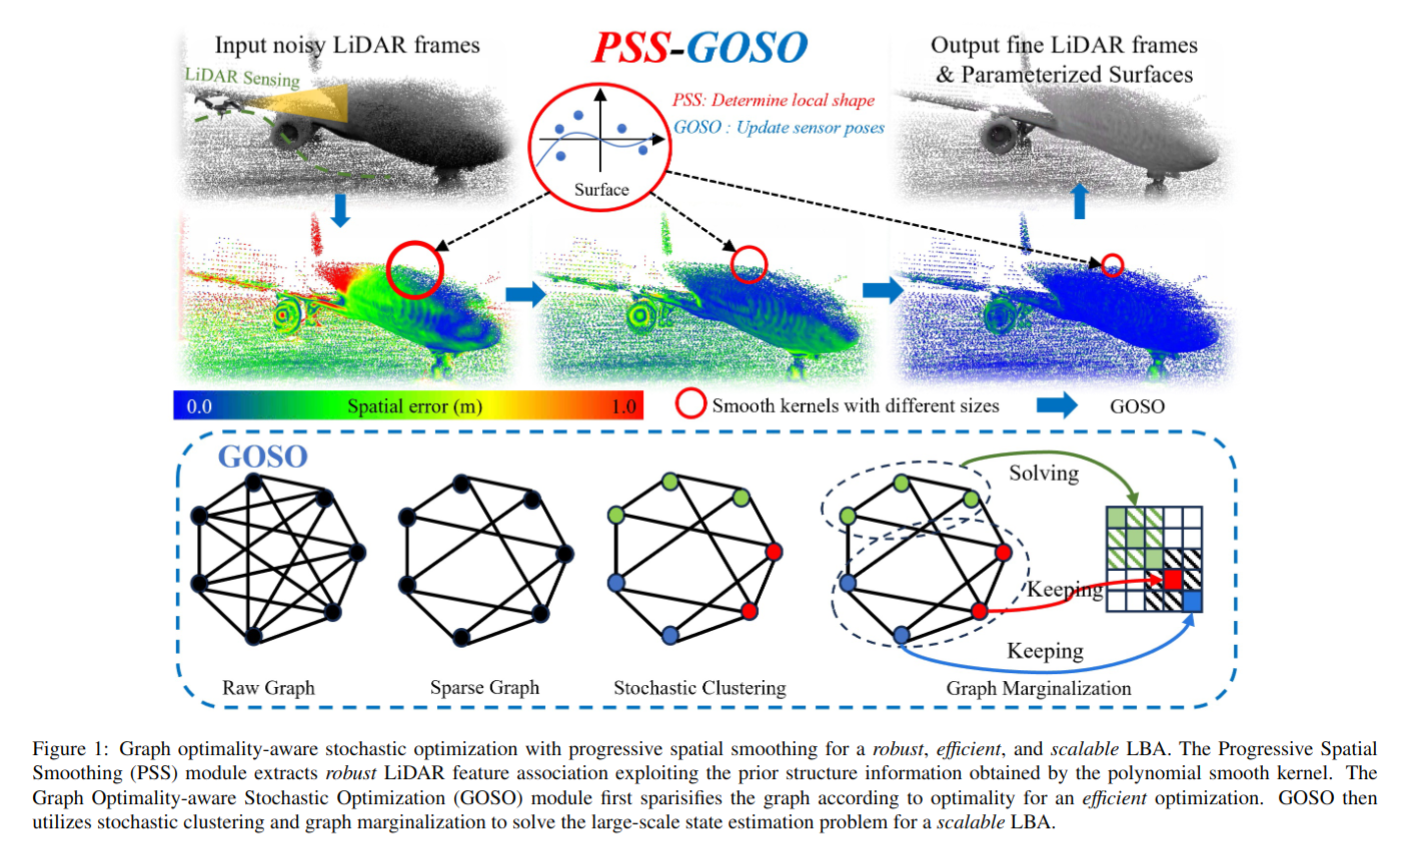 Input noisy LiDAR frames
PSS-GOSO
Output fine LiDAR frames
& Parameterized Surfaces
LiDAR Sensing
PSS: Determine local shape
GOSO : Update sensor poses
Surface
0.0
Spatial error (m)
1.0
Smooth kernels with different sizes
GOSO
GOSO
Solving
Keeping
Keeping
Raw Graph
Sparse Graph
Stochastic Clustering
Graph Marginalization
Figure 1: Graph optimality-aware stochastic optimization with progressive spatial smoothing for a robust, efficient, and scalable LBA. The Progressive Spatial
Smoothing (PSS) module extracts robust LiDAR feature association exploiting the prior structure information obtained by the polynomial smooth kernel. The
Graph Optimality-aware Stochastic Optimization (GOSO) module first sparisifies the graph according to optimality for an efficient optimization. GOSO then
utilizes stochastic clustering and graph marginalization to solve the large-scale state estimation problem for a scalable LBA.